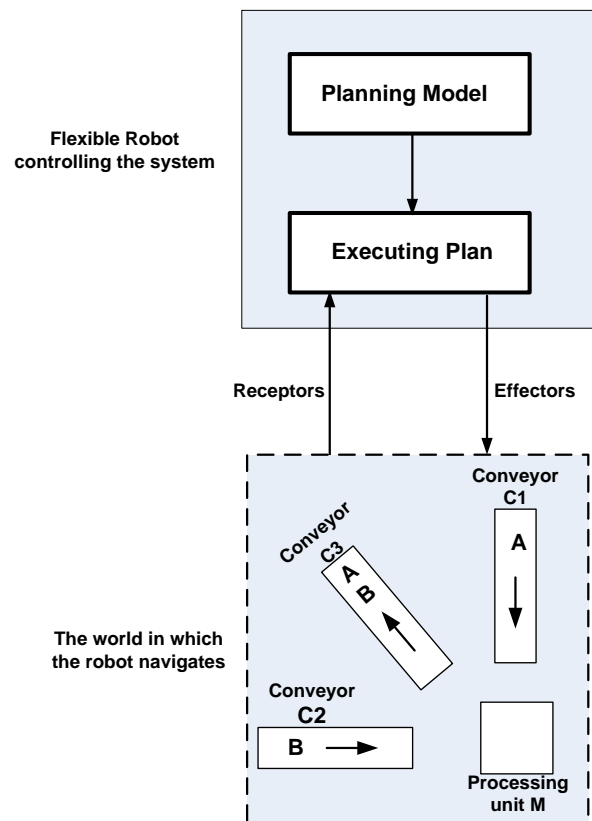 Planning Model
Flexible Robot
controlling the system
Executing Plan
Receptors
Effectors
Conveyor
C1
A
Conveyor
C3
A
B
The world in which
the robot navigates
Conveyor
C2
B
Processing
unit M